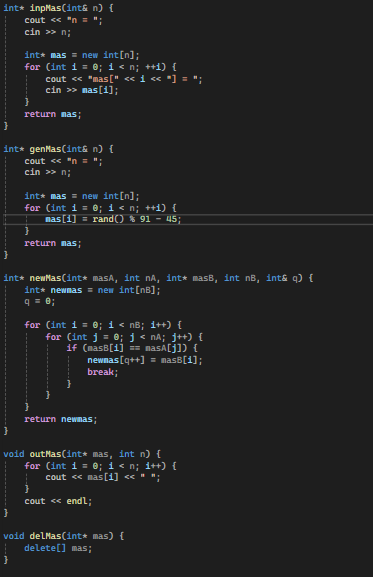 int* inpMas(int& n) {
    cout << "n = ";
    cin >> n;

    int* mas = new int[n];
    for (int i = 0; i < n; ++i) {
        cout << "mas[" << i << "] = ";
        cin >> mas[i];
    }
    return mas;
}

int* genMas(int& n) {
    cout << "n = ";
    cin >> n;

    int* mas = new int[n];
    for (int i = 0; i < n; ++i) {
        mas[i] = rand() % 91 - 45;
    }
    return mas;
}

int* newMas(int* masA, int nA, int* masB, int nB, int& q) {
    int* newmas = new int[nB];
    q = 0;

    for (int i = 0; i < nB; i++) {
        for (int j = 0; j < nA; j++) {
            if (masB[i] == masA[j]) {
                newmas[q++] = masB[i];
                break;
            }
        }
    }
    return newmas;
}

void outMas(int* mas, int n) {
    for (int i = 0; i < n; i++) {
        cout << mas[i] << " ";
    }
    cout << endl;
}

void delMas(int* mas) {
    delete[] mas;
}